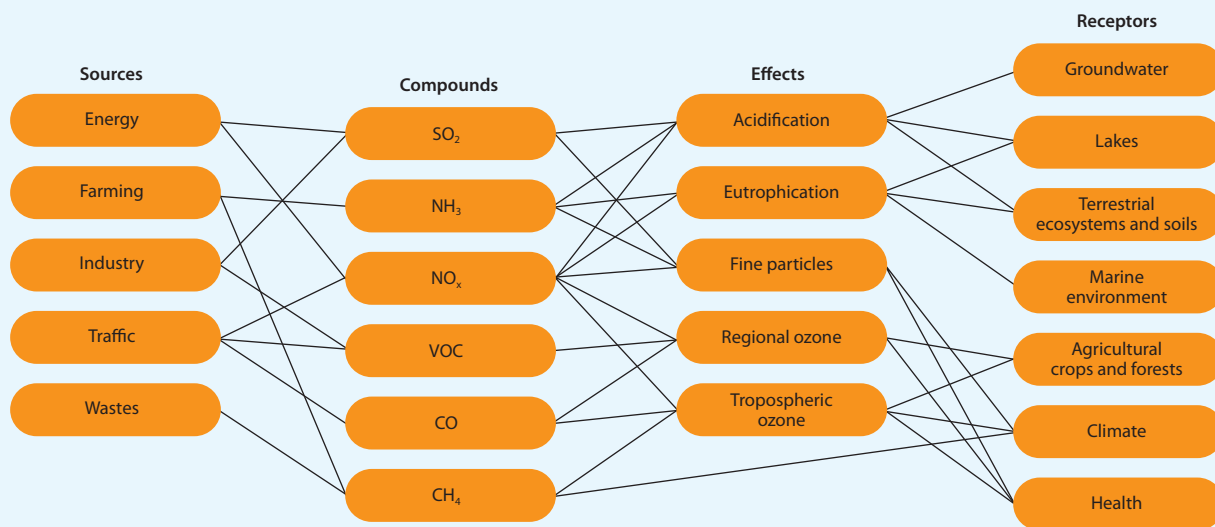 Sources
Energy
Farming
Industry
Traffic
Wastes
Compounds
SO₂
NH₃
NOₓ
VOC
CO
CH₄
Effects
Acidification
Eutrophication
Fine particles
Regional ozone
Tropospheric
ozone
Receptors
Groundwater
Lakes
Terrestrial
ecosystems and soils
Marine
environment
Agricultural
crops and forests
Climate
Health